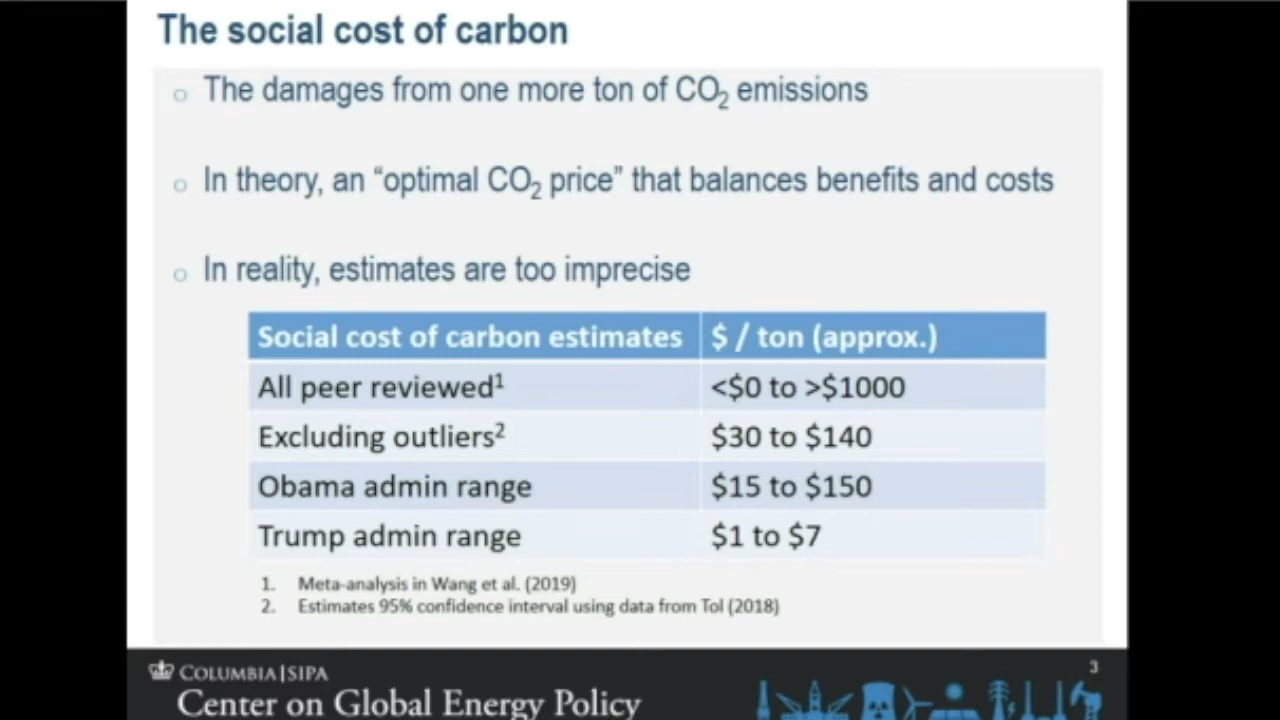 The social cost of carbon
○ The damages from one more ton of CO₂ emissions
○ In theory, an “optimal CO₂ price” that balances benefits and costs
○ In reality, estimates are too imprecise
Social cost of carbon estimates $ / ton (approx.)
All peer reviewed¹ <$0 to >$1000
Excluding outliers² $30 to $140
Obama admin range $15 to $150
Trump admin range $1 to $7
1. Meta-analysis in Wang et al. (2019)
2. Estimates 95% confidence interval using data from Tol (2018)
COLUMBIA|SIPA
Center on Global Energy Policy
3